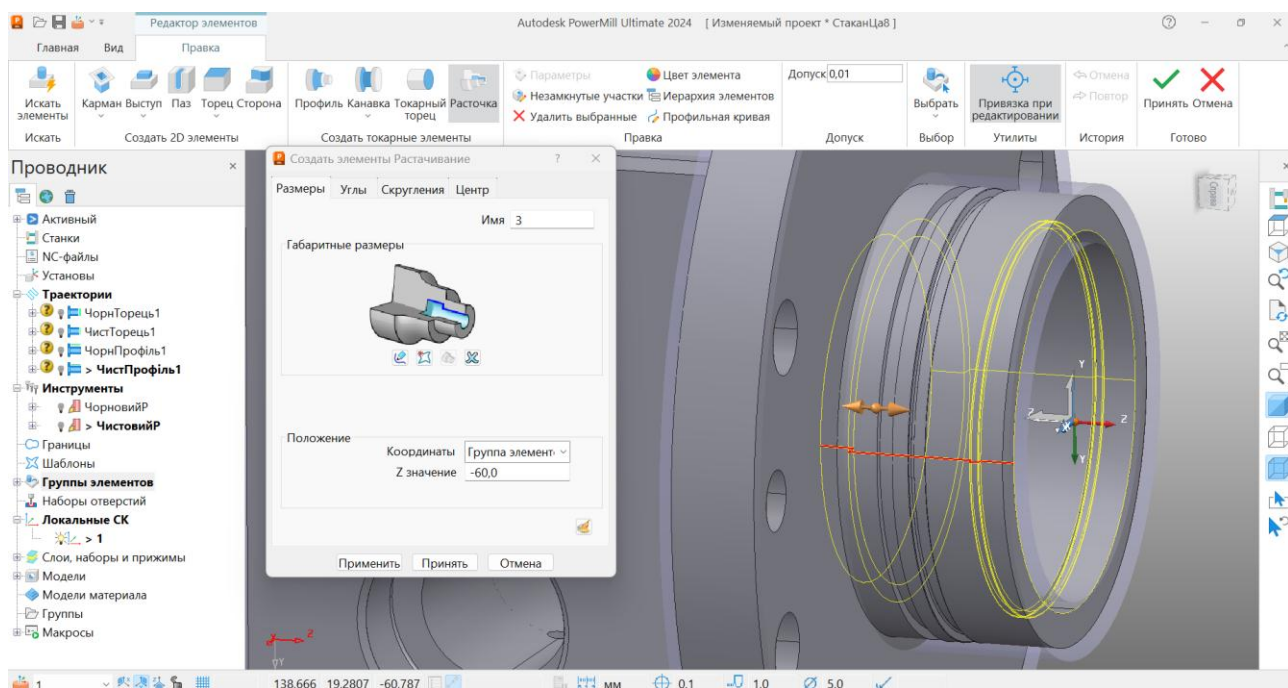 Редактор элементов
Autodesk PowerMill Ultimate 2024 [ Изменяемый проект * СтаканЦа8 ]
Главная Вид Правка
Искать элементы
Карман Выступ Паз Торец Сторона
Профиль Канавка Токарный торец Расточка
Параметры
Цвет элемента
Незамкнутые участки
Иерархия элементов
Удалить выбранные
Профильная кривая
Допуск 0,01
Выбрать
Привязка при редактировании
Отмена
Повтор
Принять Отмена
Искать Создать 2D элементы Создать токарные элементы Правка Допуск Выбор Утилиты История Готово
Проводник
Активный
Станки
NC-файлы
Установы
Траектории
ЧорнТорець1
ЧистТорець1
ЧорнПрофіль1
> ЧистПрофіль1
Инструменты
ЧорновийР
> ЧистовийР
Границы
Шаблоны
Группы элементов
Наборы отверстий
Локальные СК
> 1
Слои, наборы и прижимы
Модели
Модели материала
Группы
Макросы
Создать элементы Растачивание ?
Размеры Углы Скругления Центр
Имя 3
Габаритные размеры
Положение
Координаты Группа элемент
Z значение -60,0
Применить Принять Отмена
Справа
Y
Z Z
X
Y
X Z
Y
1 138.666 19.2807 -60.787 мм 0.1 1.0 5.0